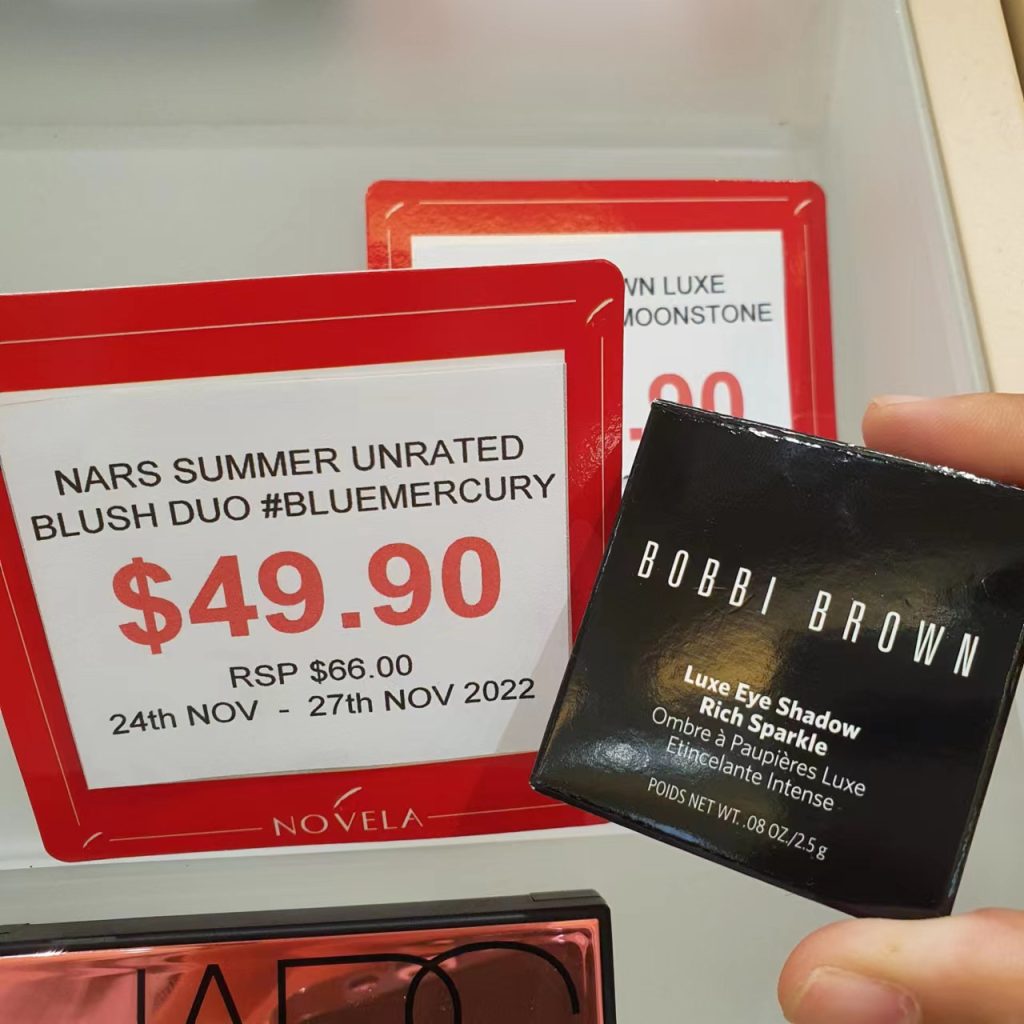 WN LUXE
MOONSTONE
.90
NARS SUMMER UNRATED
BLUSH DUO #BLUEMERCURY
$49.90
RSP $66.00
24th NOV - 27th NOV 2022
NOVELA
BOBBI BROWN
Luxe Eye Shadow
Rich Sparkle
Ombre à Paupières Luxe
Etincelante Intense
POIDS NET WT. .08 OZ./2.5 g